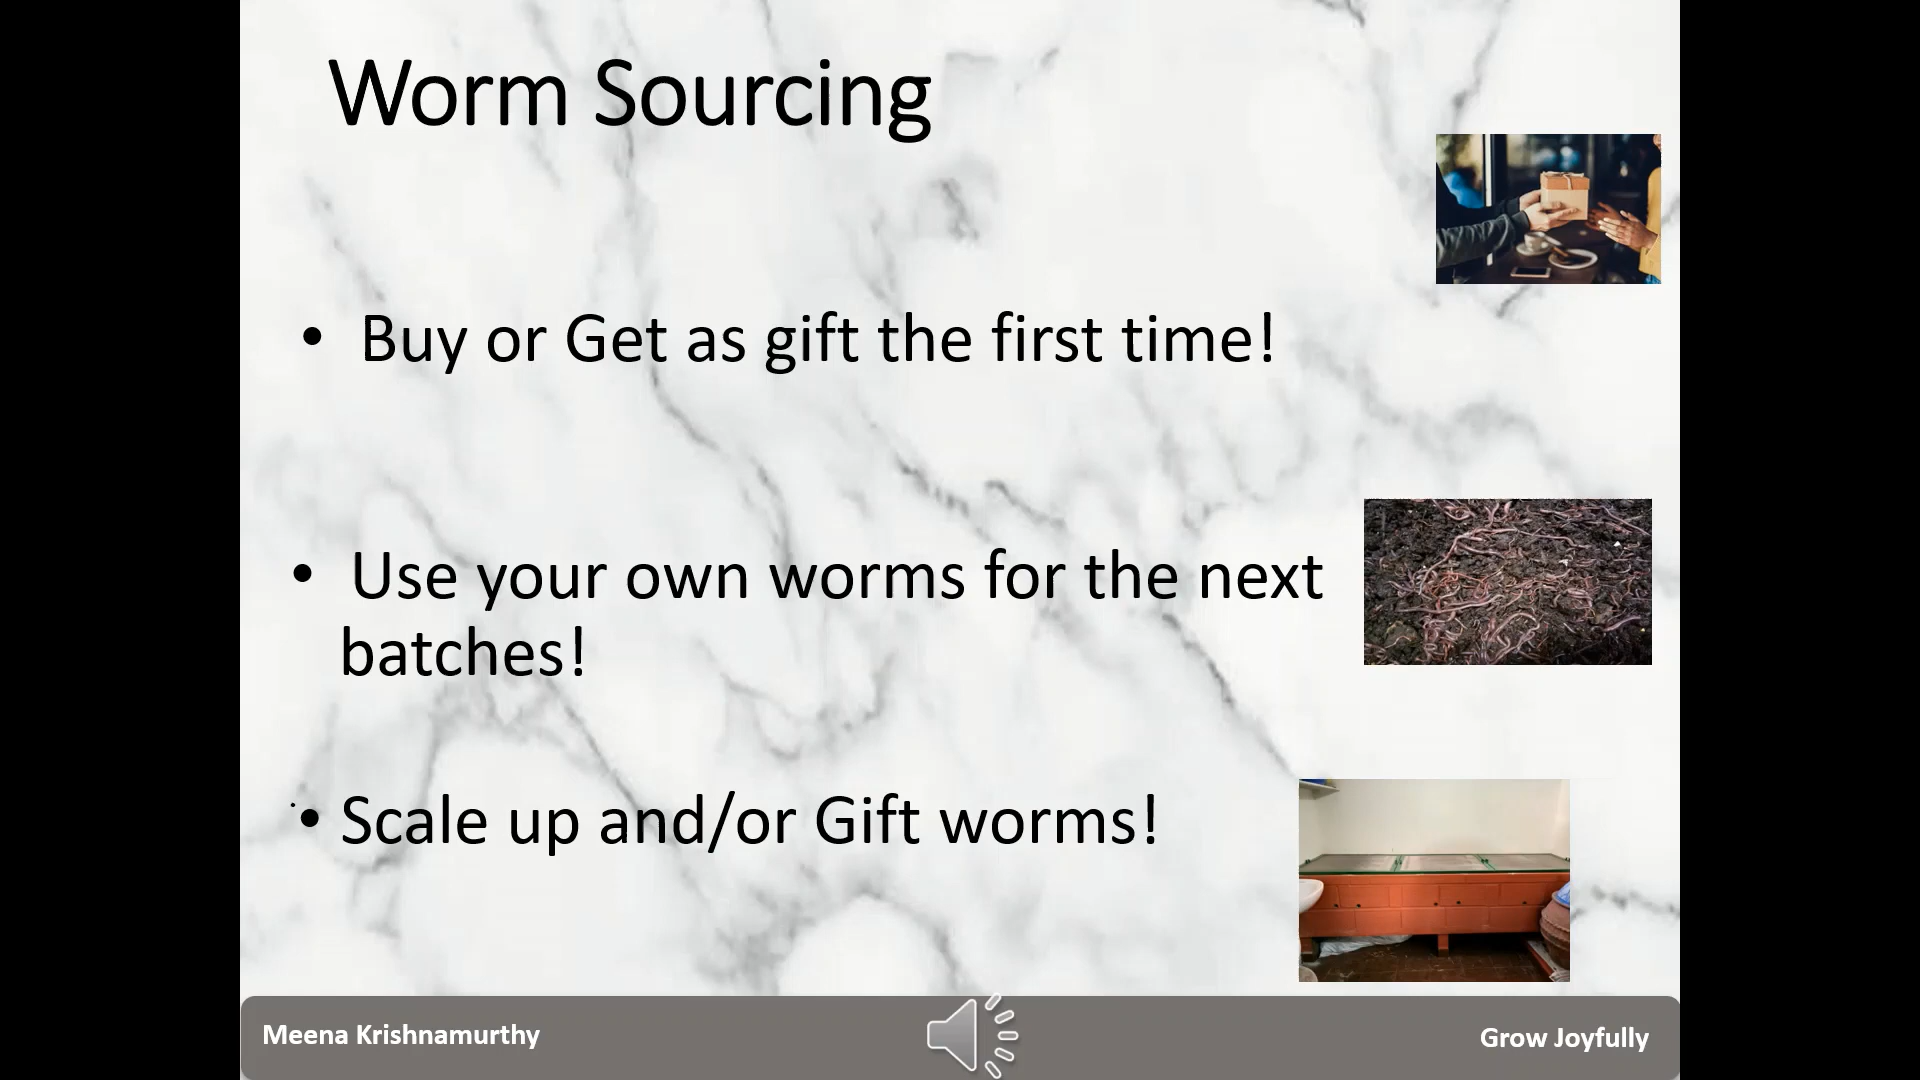 Worm Sourcing
• Buy or Get as gift the first time!
• Use your own worms for the next
batches!
• Scale up and/or Gift worms!
Meena Krishnamurthy
Grow Joyfully